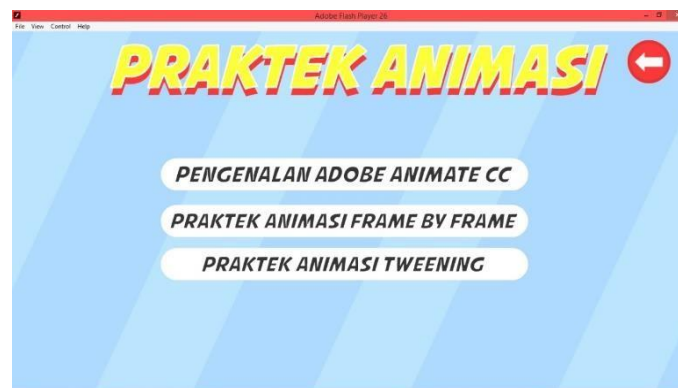 Adobe Flash Player 26
File View Control Help
PRAKTEK ANIMASI
PENGENALAN ADOBE ANIMATE CC
PRAKTEK ANIMASI FRAME BY FRAME
PRAKTEK ANIMASI TWEENING